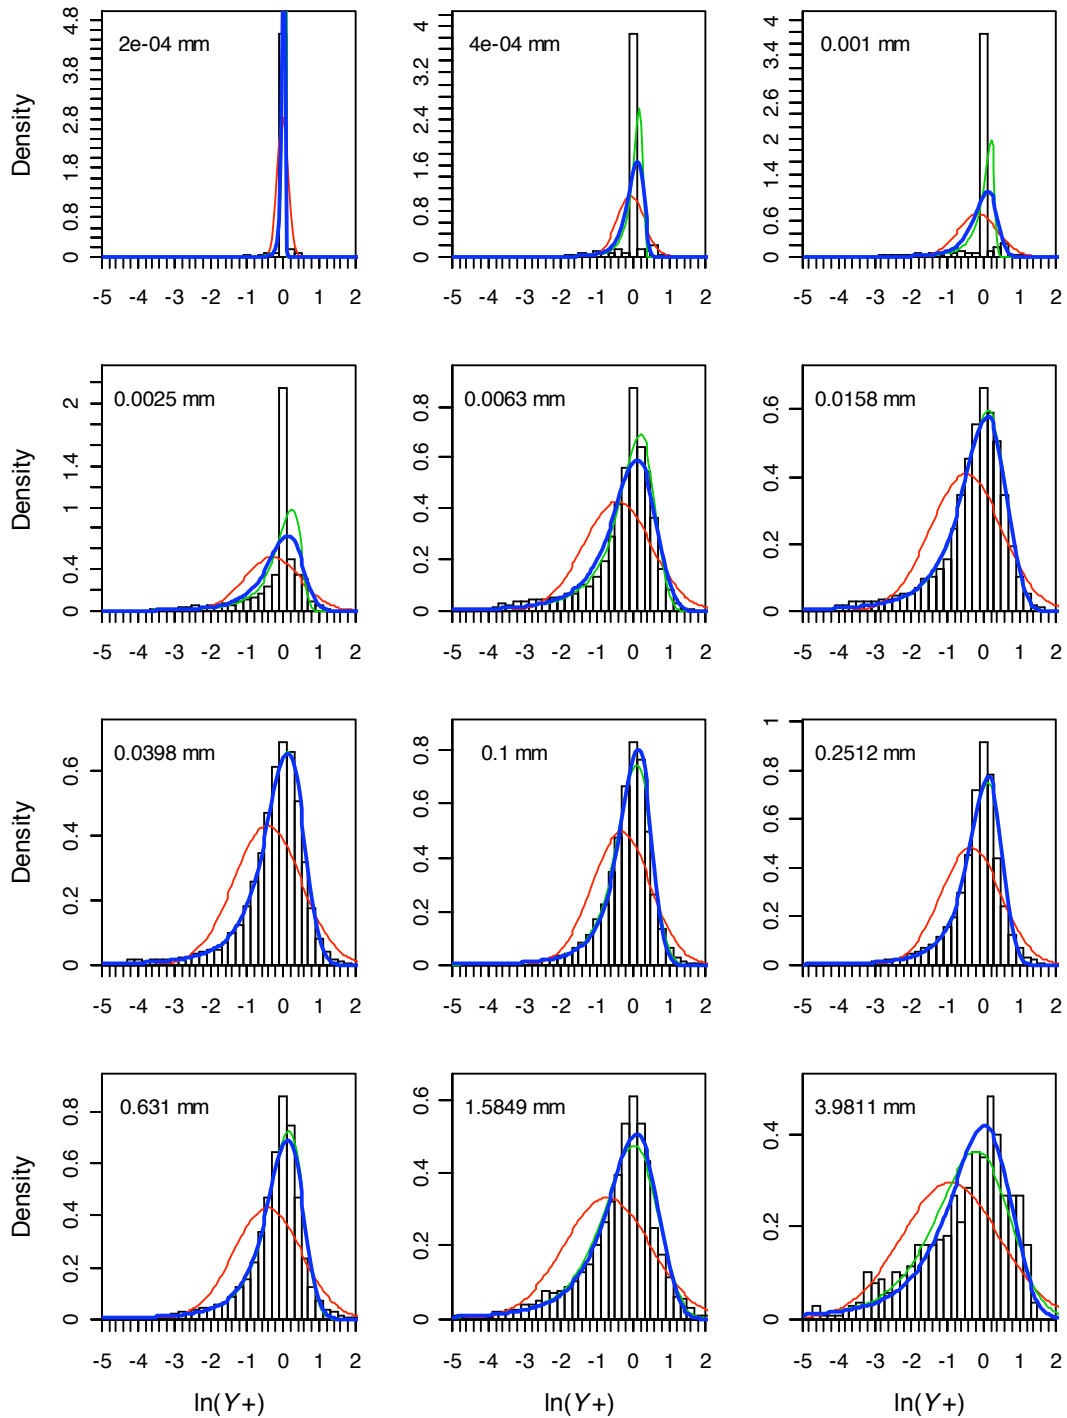 2e-04 mm
4e-04 mm
0.001 mm
Density
0 0.8 1.8 2.8 3.8 4.8
0 0.6 1.2 1.8 2.4 3 3.6 4.2
0 0.6 1.4 2 2.8 3.4 4
-5 -4 -3 -2 -1 0 1 2
-5 -4 -3 -2 -1 0 1 2
-5 -4 -3 -2 -1 0 1 2
0.0025 mm
0.0063 mm
0.0158 mm
Density
0 0.4 1 1.4 2
0 0.2 0.4 0.6 0.8
0 0.2 0.4 0.6
-5 -4 -3 -2 -1 0 1 2
-5 -4 -3 -2 -1 0 1 2
-5 -4 -3 -2 -1 0 1 2
0.0398 mm
0.1 mm
0.2512 mm
Density
0 0.2 0.4 0.6
0 0.2 0.4 0.6 0.8
0 0.2 0.4 0.6 0.8 1
-5 -4 -3 -2 -1 0 1 2
-5 -4 -3 -2 -1 0 1 2
-5 -4 -3 -2 -1 0 1 2
0.631 mm
1.5849 mm
3.9811 mm
Density
0 0.2 0.4 0.6 0.8
0 0.2 0.4 0.6
0 0.2 0.4
-5 -4 -3 -2 -1 0 1 2
-5 -4 -3 -2 -1 0 1 2
-5 -4 -3 -2 -1 0 1 2
ln(Y+)
ln(Y+)
ln(Y+)